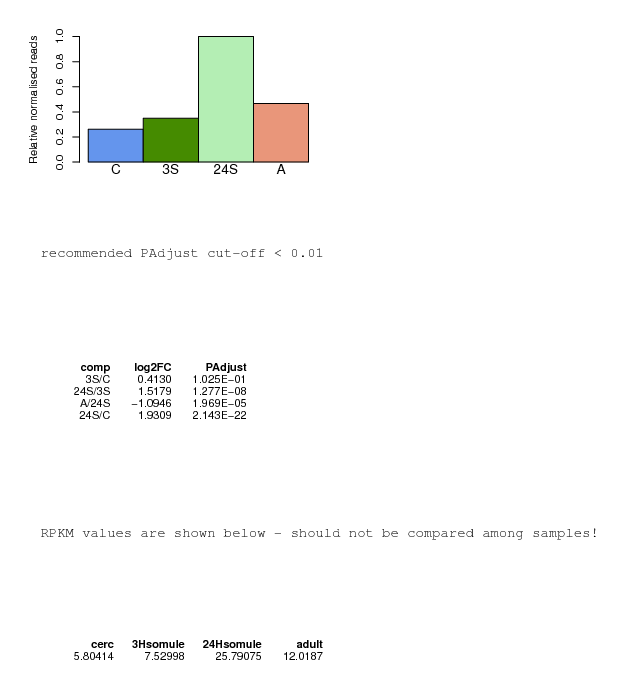 Relative normalised reads
1.0
0.8
0.6
0.4
0.2
0.0
C 3S 24S A
recommended PAdjust cut-off < 0.01
comp log2FC PAdjust
3S/C 0.4130 1.025E-01
24S/3S 1.5179 1.277E-08
A/24S -1.0946 1.969E-05
24S/C 1.9309 2.143E-22
RPKM values are shown below - should not be compared among samples!
cerc 3Hsomule 24Hsomule adult
5.80414 7.52998 25.79075 12.0187